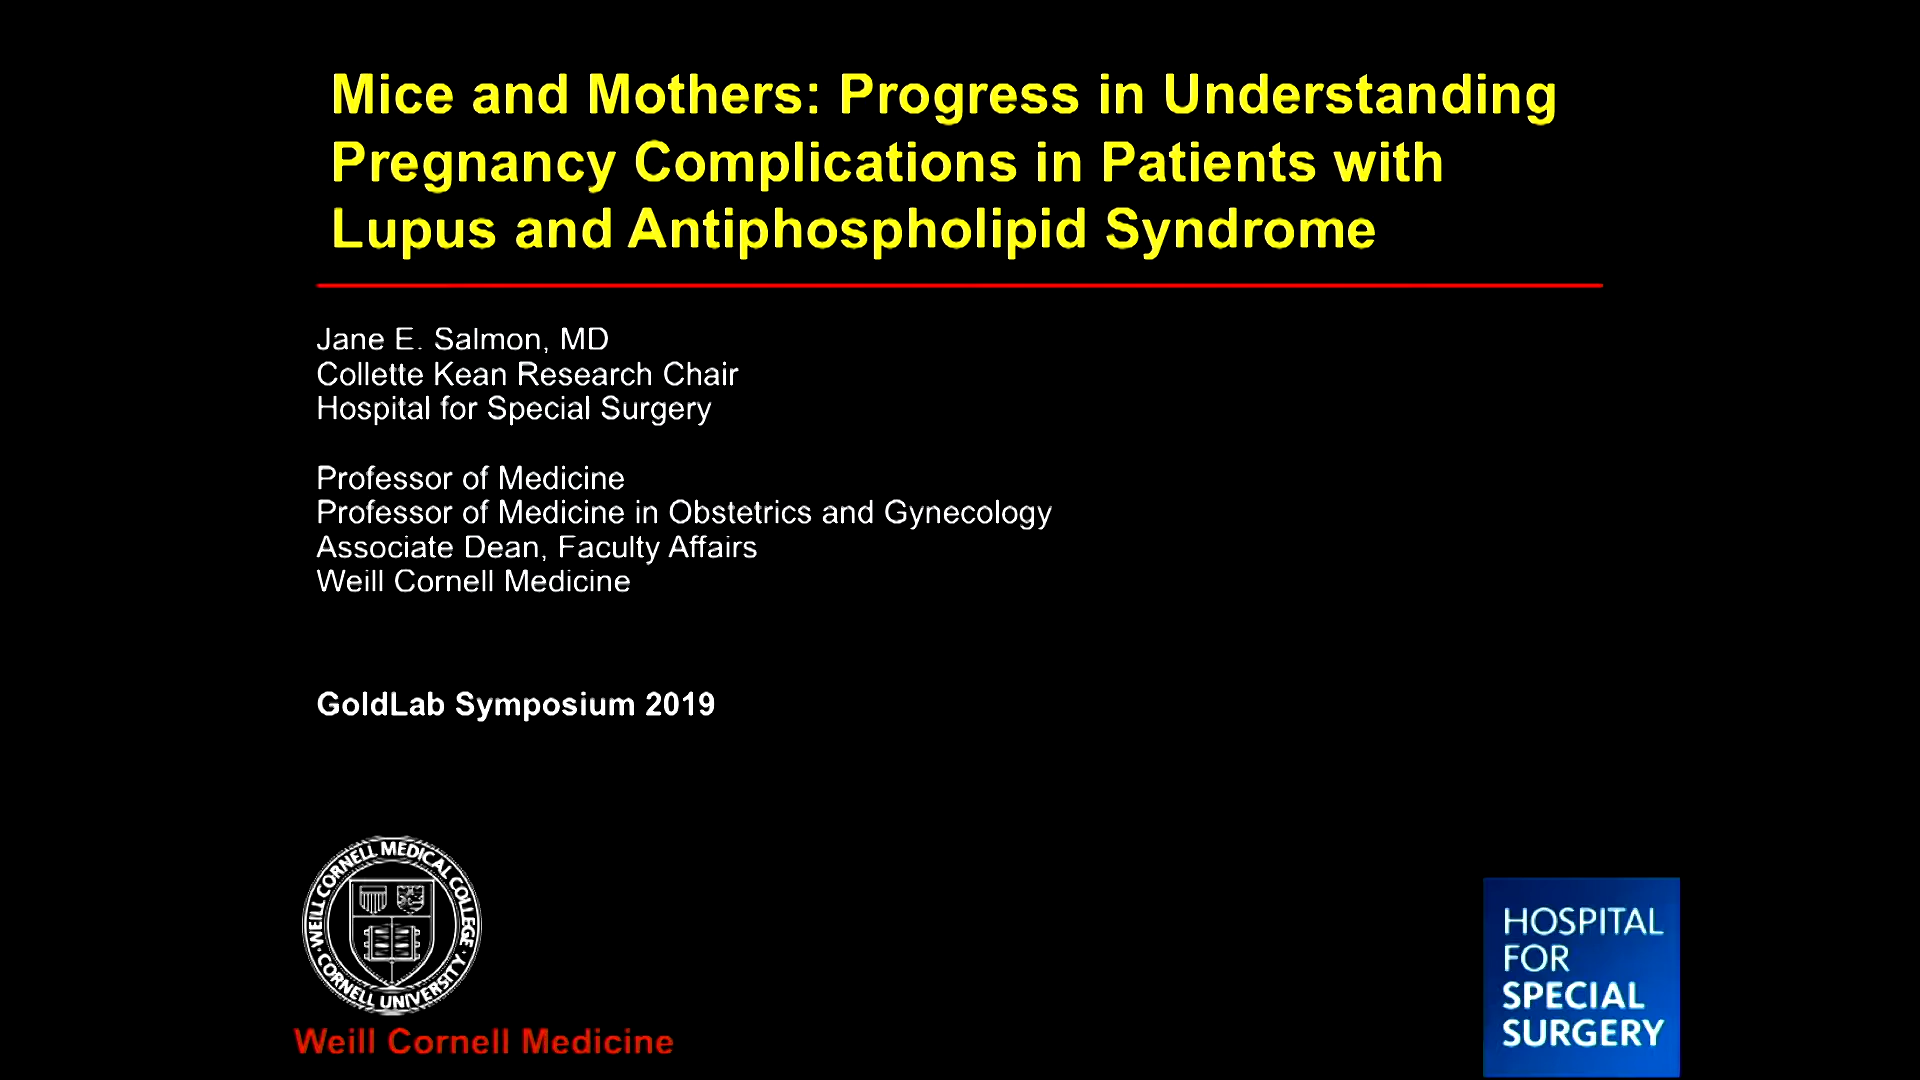 Mice and Mothers: Progress in Understanding
Pregnancy Complications in Patients with
Lupus and Antiphospholipid Syndrome
Jane E. Salmon, MD
Collette Kean Research Chair
Hospital for Special Surgery
Professor of Medicine
Professor of Medicine in Obstetrics and Gynecology
Associate Dean, Faculty Affairs
Weill Cornell Medicine
GoldLab Symposium 2019
WEILL CORNELL MEDICAL COLLEGE
CORNELL UNIVERSITY
Weill Cornell Medicine
HOSPITAL
FOR
SPECIAL
SURGERY